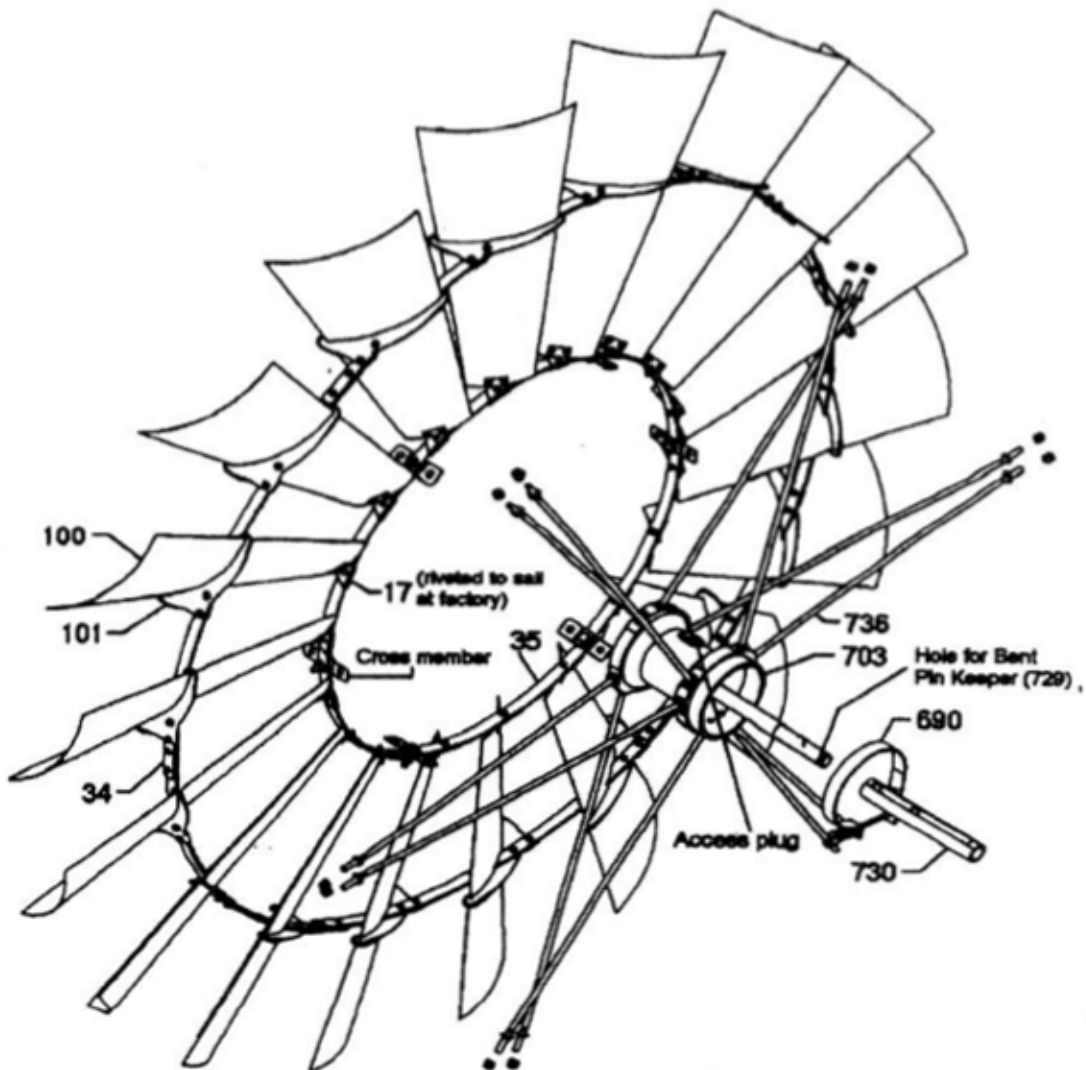 100
17 (riveted to sail
at factory)
101
35
736
Cross member
703
Hole for Bent
Pin Keeper (729) ,
690
34
Access plug
730